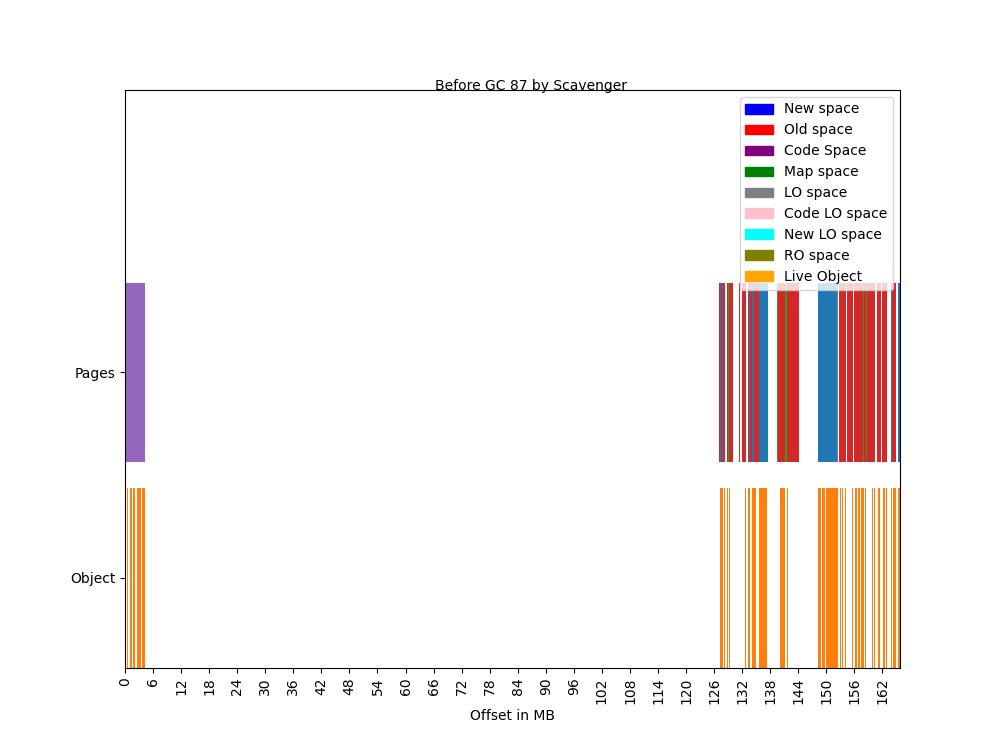 Before GC 87 by Scavenger
New space
Old space
Code Space
Map space
LO space
Code LO space
New LO space
RO space
Live Object
Pages
Object
0 6 12 18 24 30 36 42 48 54 60 66 72 78 84 90 96 102 108 114 120 126 132 138 144 150 156 162
Offset in MB